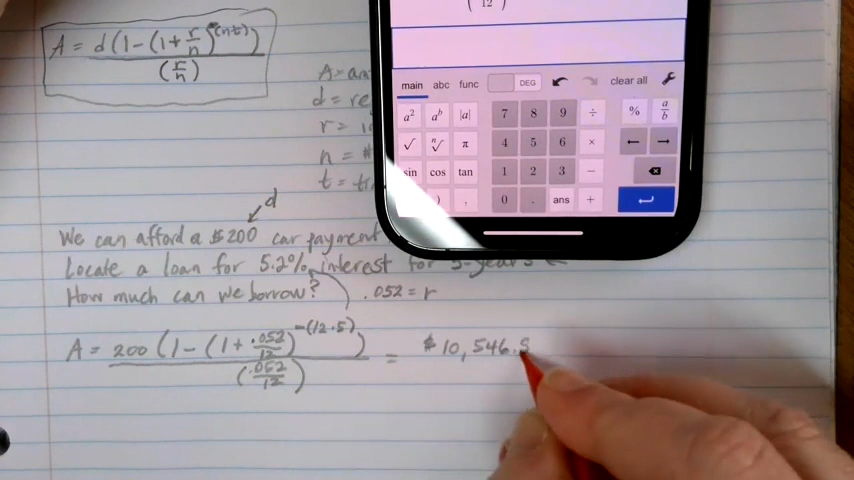 A = d(1-(1+r/n)^-(nt)) / (r/n)
12
main abc func DEG clear all
a² aᵇ |a| 7 8 9 ÷ % a/b
√ ⁿ√ π 4 5 6 × ← →
sin cos tan 1 2 3 −
) , 0 . ans +
A =
d =
r =
n = #
t =
d
We can afford a $200 car payment
Locate a loan for 5.2% interest for 5-years
How much can we borrow? .052 = r
A = 200(1-(1+.052/12)^-(12·5)) / (.052/12) = $10,546.5